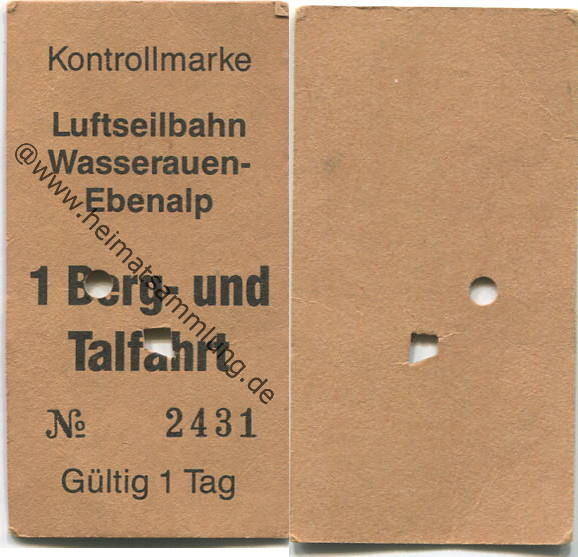 Kontrollmarke
Luftseilbahn
Wasserauen-
Ebenalp
1 Berg- und
Talfahrt
№ 2431
Gültig 1 Tag
@www.heimatsammlung.de